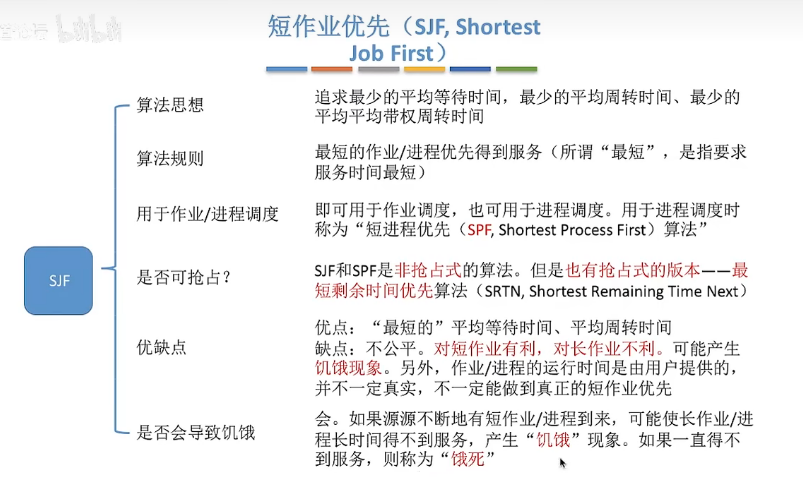 短作业优先（SJF, Shortest
Job First）
算法思想
追求最少的平均等待时间，最少的平均周转时间、最少的
平均平均带权周转时间
算法规则
最短的作业/进程优先得到服务（所谓“最短”，是指要求
服务时间最短）
用于作业/进程调度
即可用于作业调度，也可用于进程调度。用于进程调度时
称为“短进程优先（SPF, Shortest Process First）算法”
SJF
是否可抢占？
SJF和SPF是非抢占式的算法。但是也有抢占式的版本——最
短剩余时间优先算法（SRTN, Shortest Remaining Time Next）
优缺点
优点：“最短的”平均等待时间、平均周转时间
缺点：不公平。对短作业有利，对长作业不利。可能产生
饥饿现象。另外，作业/进程的运行时间是由用户提供的，
并不一定真实，不一定能做到真正的短作业优先
是否会导致饥饿
会。如果源源不断地有短作业/进程到来，可能使长作业/进
程长时间得不到服务，产生“饥饿”现象。如果一直得不
到服务，则称为“饿死”